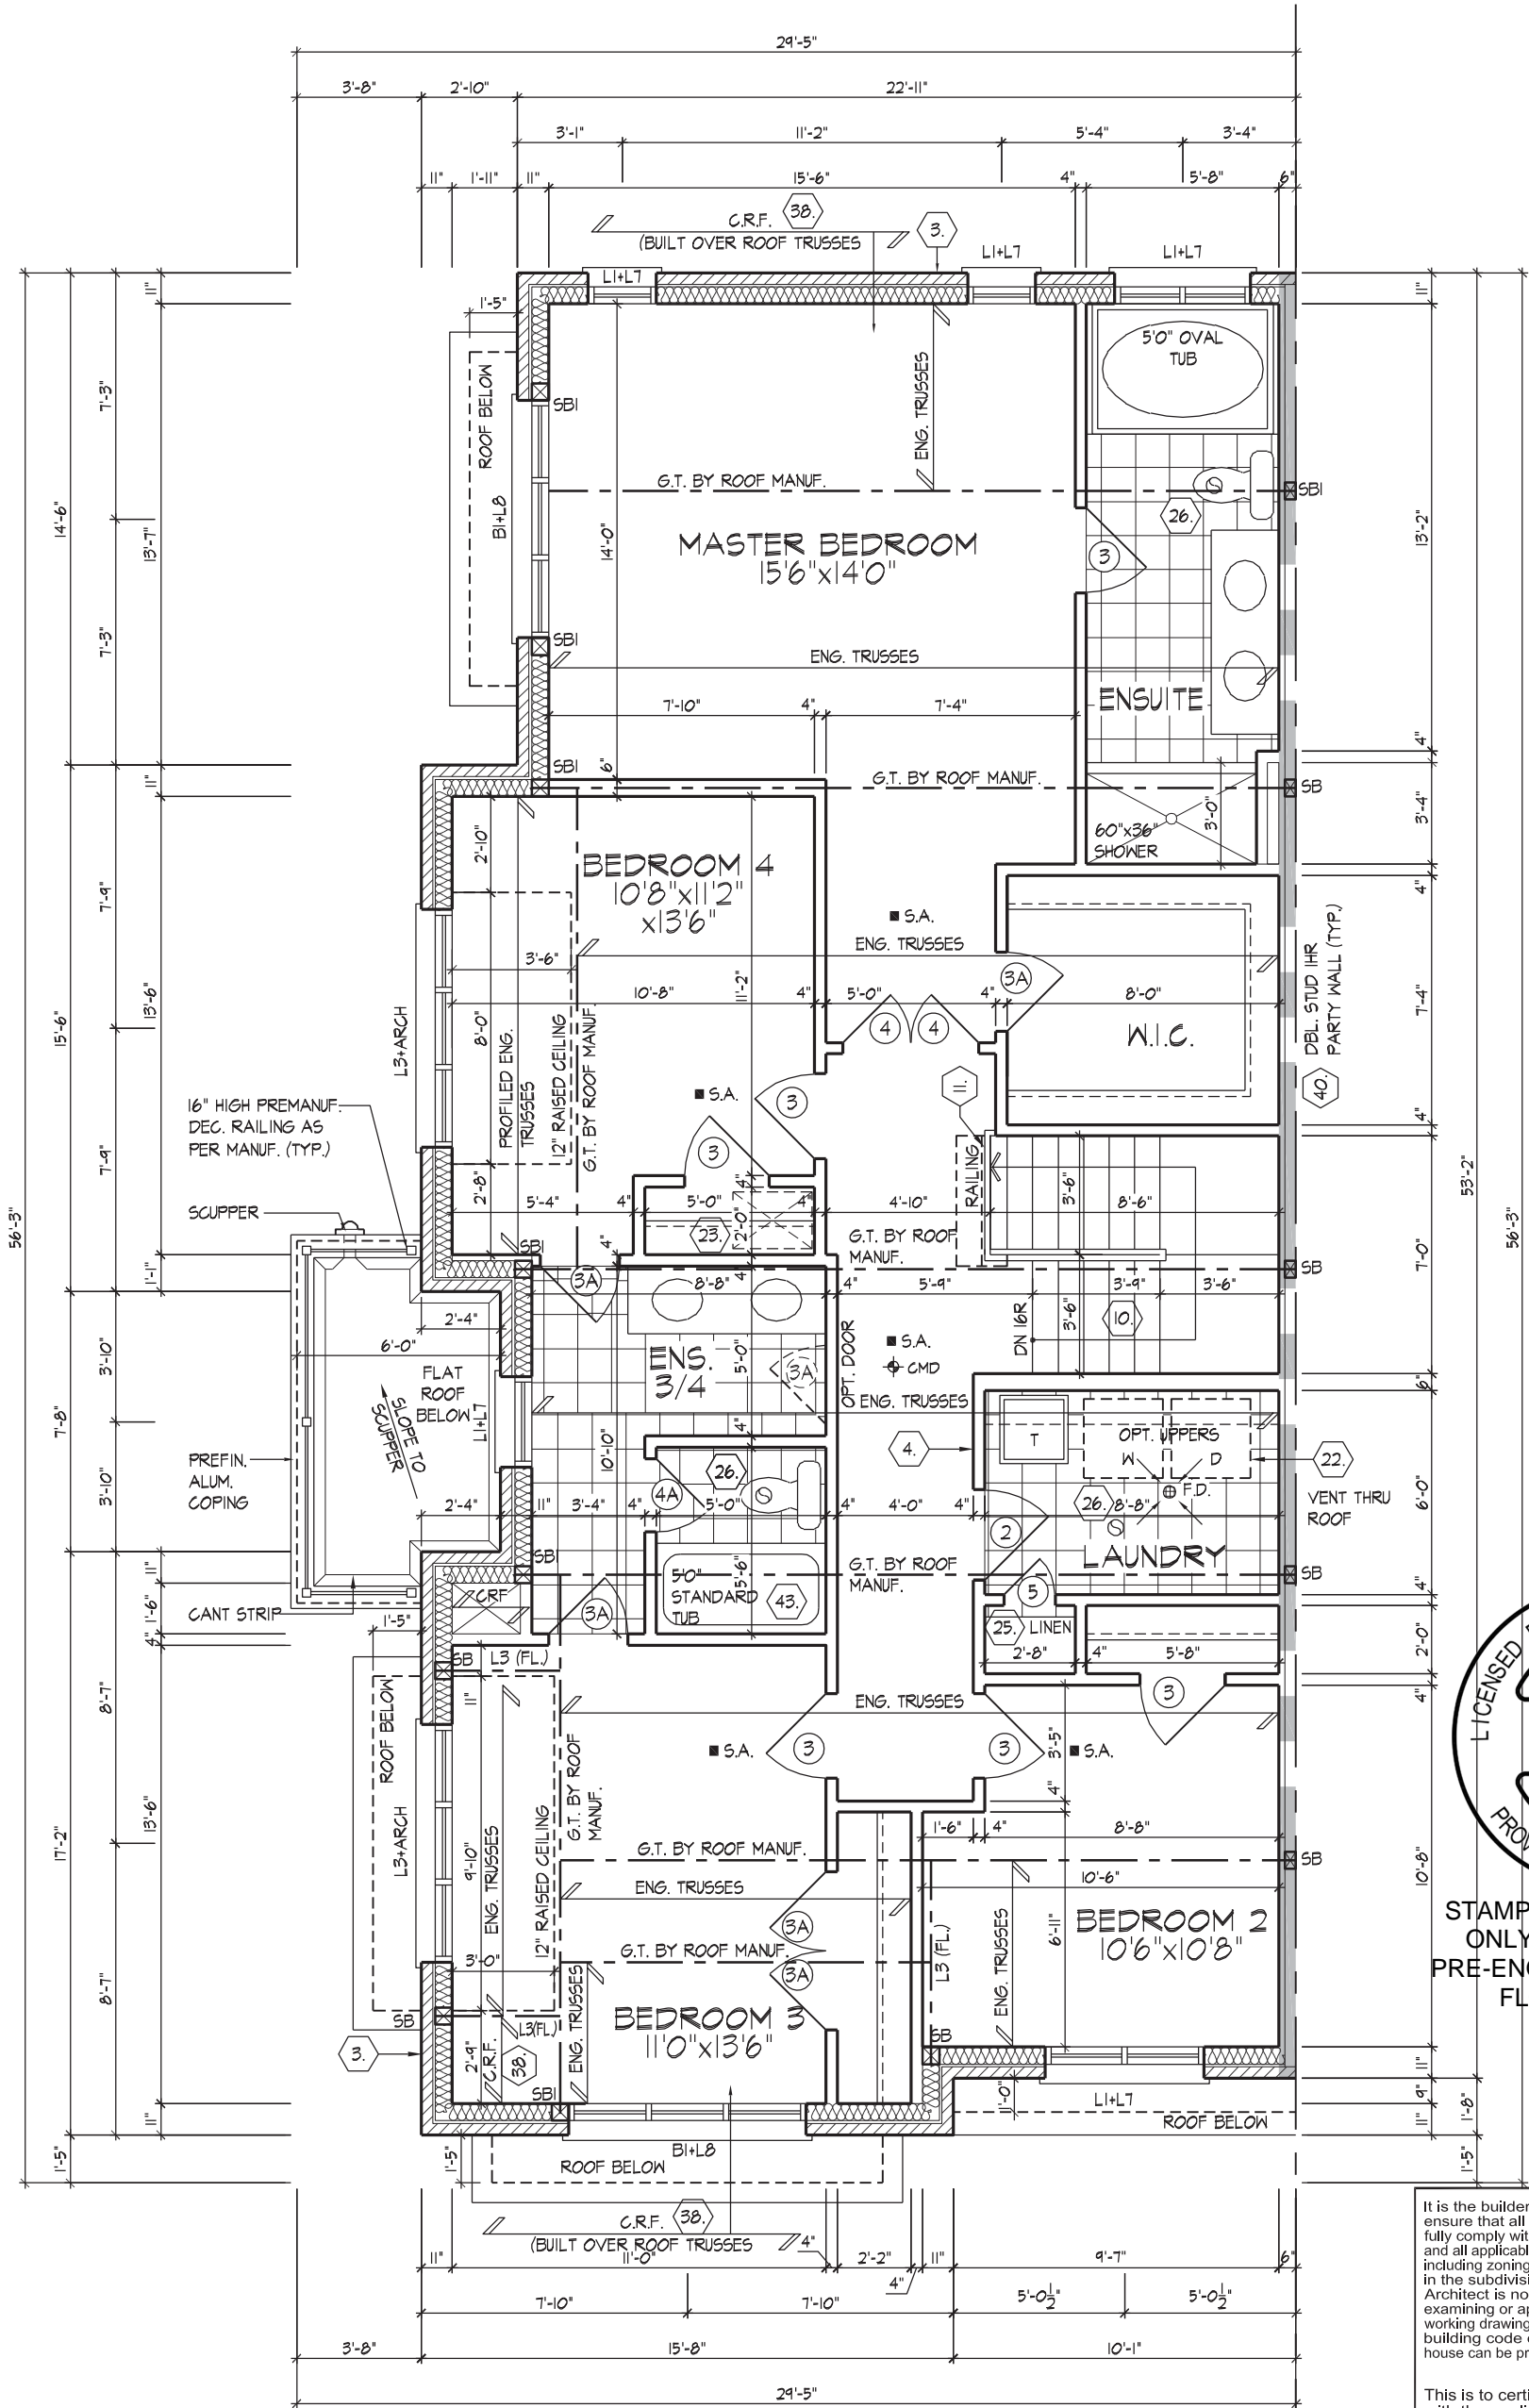 29'-5"
3'-8" 2'-10" 22'-11"
3'-1" 11'-2" 5'-4" 3'-4"
11" 1'-11" 11" 15'-6" 4" 5'-8" 6"
C.R.F. 38.
(BUILT OVER ROOF TRUSSES
3.
L1+L7
L1+L7
L1+L7
11"
11"
1'-5"
5'0" OVAL
TUB
ROOF BELOW
B1+L8
SB1
ENG. TRUSSES
7'-3"
G.T. BY ROOF MANUF.
SB1
26.
14'-6"
13'-7"
14'-0"
13'-2"
MASTER BEDROOM
15'6"x14'0"
3
7'-3"
SB1
ENG. TRUSSES
ENSUITE
7'-10" 4" 7'-4"
4"
11"
SB1
6"
G.T. BY ROOF MANUF.
SB
2'-10"
60"x36"
SHOWER
3'-0"
3'-4"
BEDROOM 4
10'8"x11'2"
x13'6"
7'-9"
4"
S.A.
ENG. TRUSSES
3'-6"
11'-2"
3A
10'-8" 4" 5'-0" 4" 8'-0"
15'-6"
13'-6"
L3+ARCH
8'-0"
PROFILED ENG.
TRUSSES
12" RAISED CEILING
G.T. BY ROOF MANUF.
4 4
W.I.C.
7'-4"
DBL. STUD 1HR
PARTY WALL (TYP.)
40.
16" HIGH PREMANUF.
DEC. RAILING AS
PER MANUF. (TYP.)
7'-9"
S.A.
3
11.
4"
3
RAILING
3'-6"
2'-8"
4"
5'-4" 4" 5'-0" 4" 4'-10" 8'-6"
53'-2"
56'-3"
56'-3"
SCUPPER
23.
2'-0"
G.T. BY ROOF
MANUF.
7'-0"
SB1
4"
SB
1'-1"
3A
4"
8'-8" 4" 5'-9" 3'-9" 3'-6"
2'-4"
6'-0"
3'-6"
10.
DN 16R
FLAT
ROOF
BELOW
SLOPE TO
SCUPPER
L1+L7
ENS.
3/4
5'-0"
3A
OPT. DOOR
S.A.
CMD
3'-10"
7'-8"
6"
ENG. TRUSSES
4"
T
OPT. UPPERS
W D
4.
22.
PREFIN.
ALUM.
COPING
10'-10"
26.
3'-10"
F.D.
VENT THRU
ROOF
6'-0"
2'-4" 11" 3'-4" 4" 4A 5'-0" 4" 4'-0" 4" 26. 8'-8"
2
LAUNDRY
SB1
11"
G.T. BY ROOF
MANUF.
SB
5'0"
STANDARD
TUB
5'-6"
43.
5
4"
CANT STRIP
CRF
3A
1'-6"
1'-5"
25. LINEN
2'-0"
4"
2'-8" 4" 5'-8"
SB L3 (FL.)
3
4"
LICENSED
ROOF BELOW
11"
ENG. TRUSSES
8'-7"
S.A.
3 3
S.A.
3'-5"
G.T. BY ROOF
MANUF.
4"
13'-6"
17'-2"
L3+ARCH
1'-6" 4" 8'-8"
G.T. BY ROOF MANUF.
SB
9'-10"
ENG. TRUSSES
12" RAISED CEILING
ENG. TRUSSES
10'-6"
10'-8"
3A
6'-11"
BEDROOM 2
10'6"x10'8"
STAMP
ONLY
PRE-ENG
FL
3'-0"
G.T. BY ROOF MANUF.
L3 (FL.)
ENG. TRUSSES
3A
8'-7"
ENG. TRUSSES
BEDROOM 3
11'0"x13'6"
SB
L3(FL)
SB
3.
2'-9"
C.R.F.
38.
11"
SB1
1'-0"
L1+L7
9"
11"
11"
1'-8"
ROOF BELOW
B1+L8
1'-5"
1'-5"
1'-5"
ROOF BELOW
C.R.F. 38.
(BUILT OVER ROOF TRUSSES
4"
11" 11'-0" 2'-2" 11" 9'-7" 6"
4"
7'-10" 7'-10" 5'-0½" 5'-0½"
3'-8" 15'-8" 10'-1"
29'-5"
It is the builder
ensure that all
fully comply wit
and all applicabl
including zoning
in the subdivisi
Architect is no
examining or a
working drawing
building code
house can be pr
This is to certi